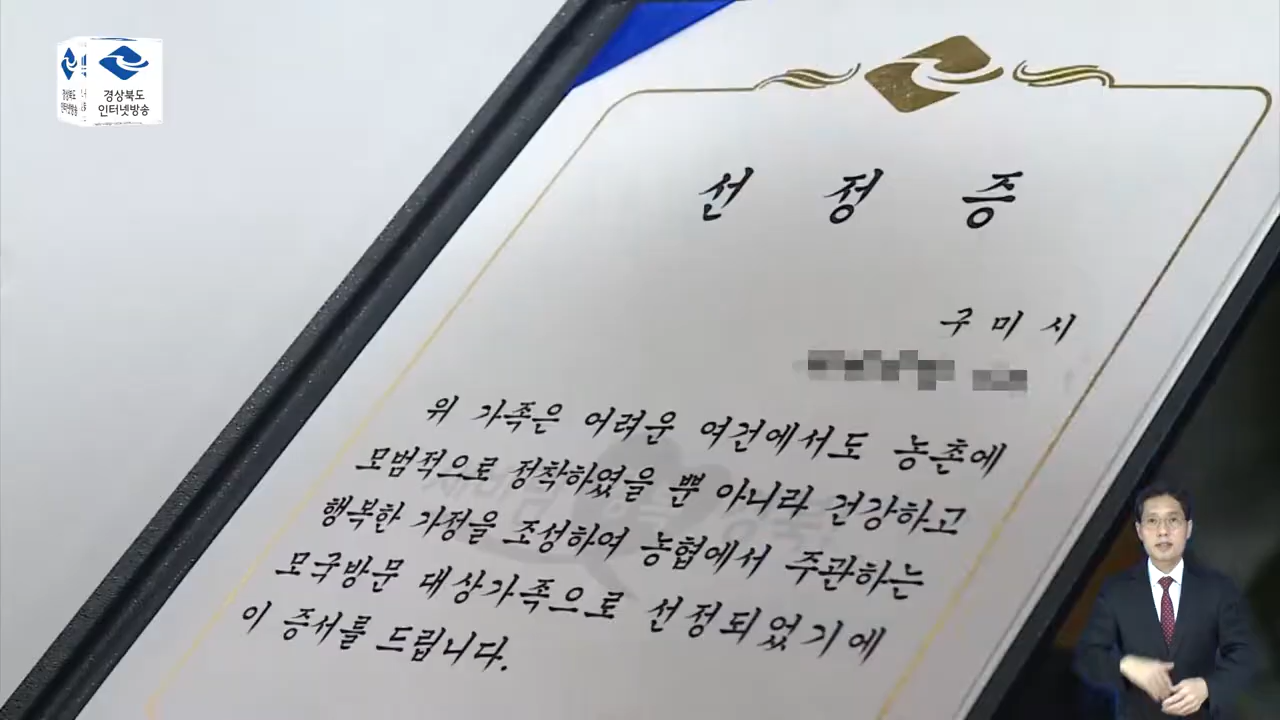 경상북도
인터넷방송
선정증
구미시
위 가족은 어려운 여건에서도 농촌에
모범적으로 정착하였을 뿐 아니라 건강하고
행복한 가정을 조성하여 농협에서 주관하는
모국방문 대상가족으로 선정되었기에
이 증서를 드립니다.